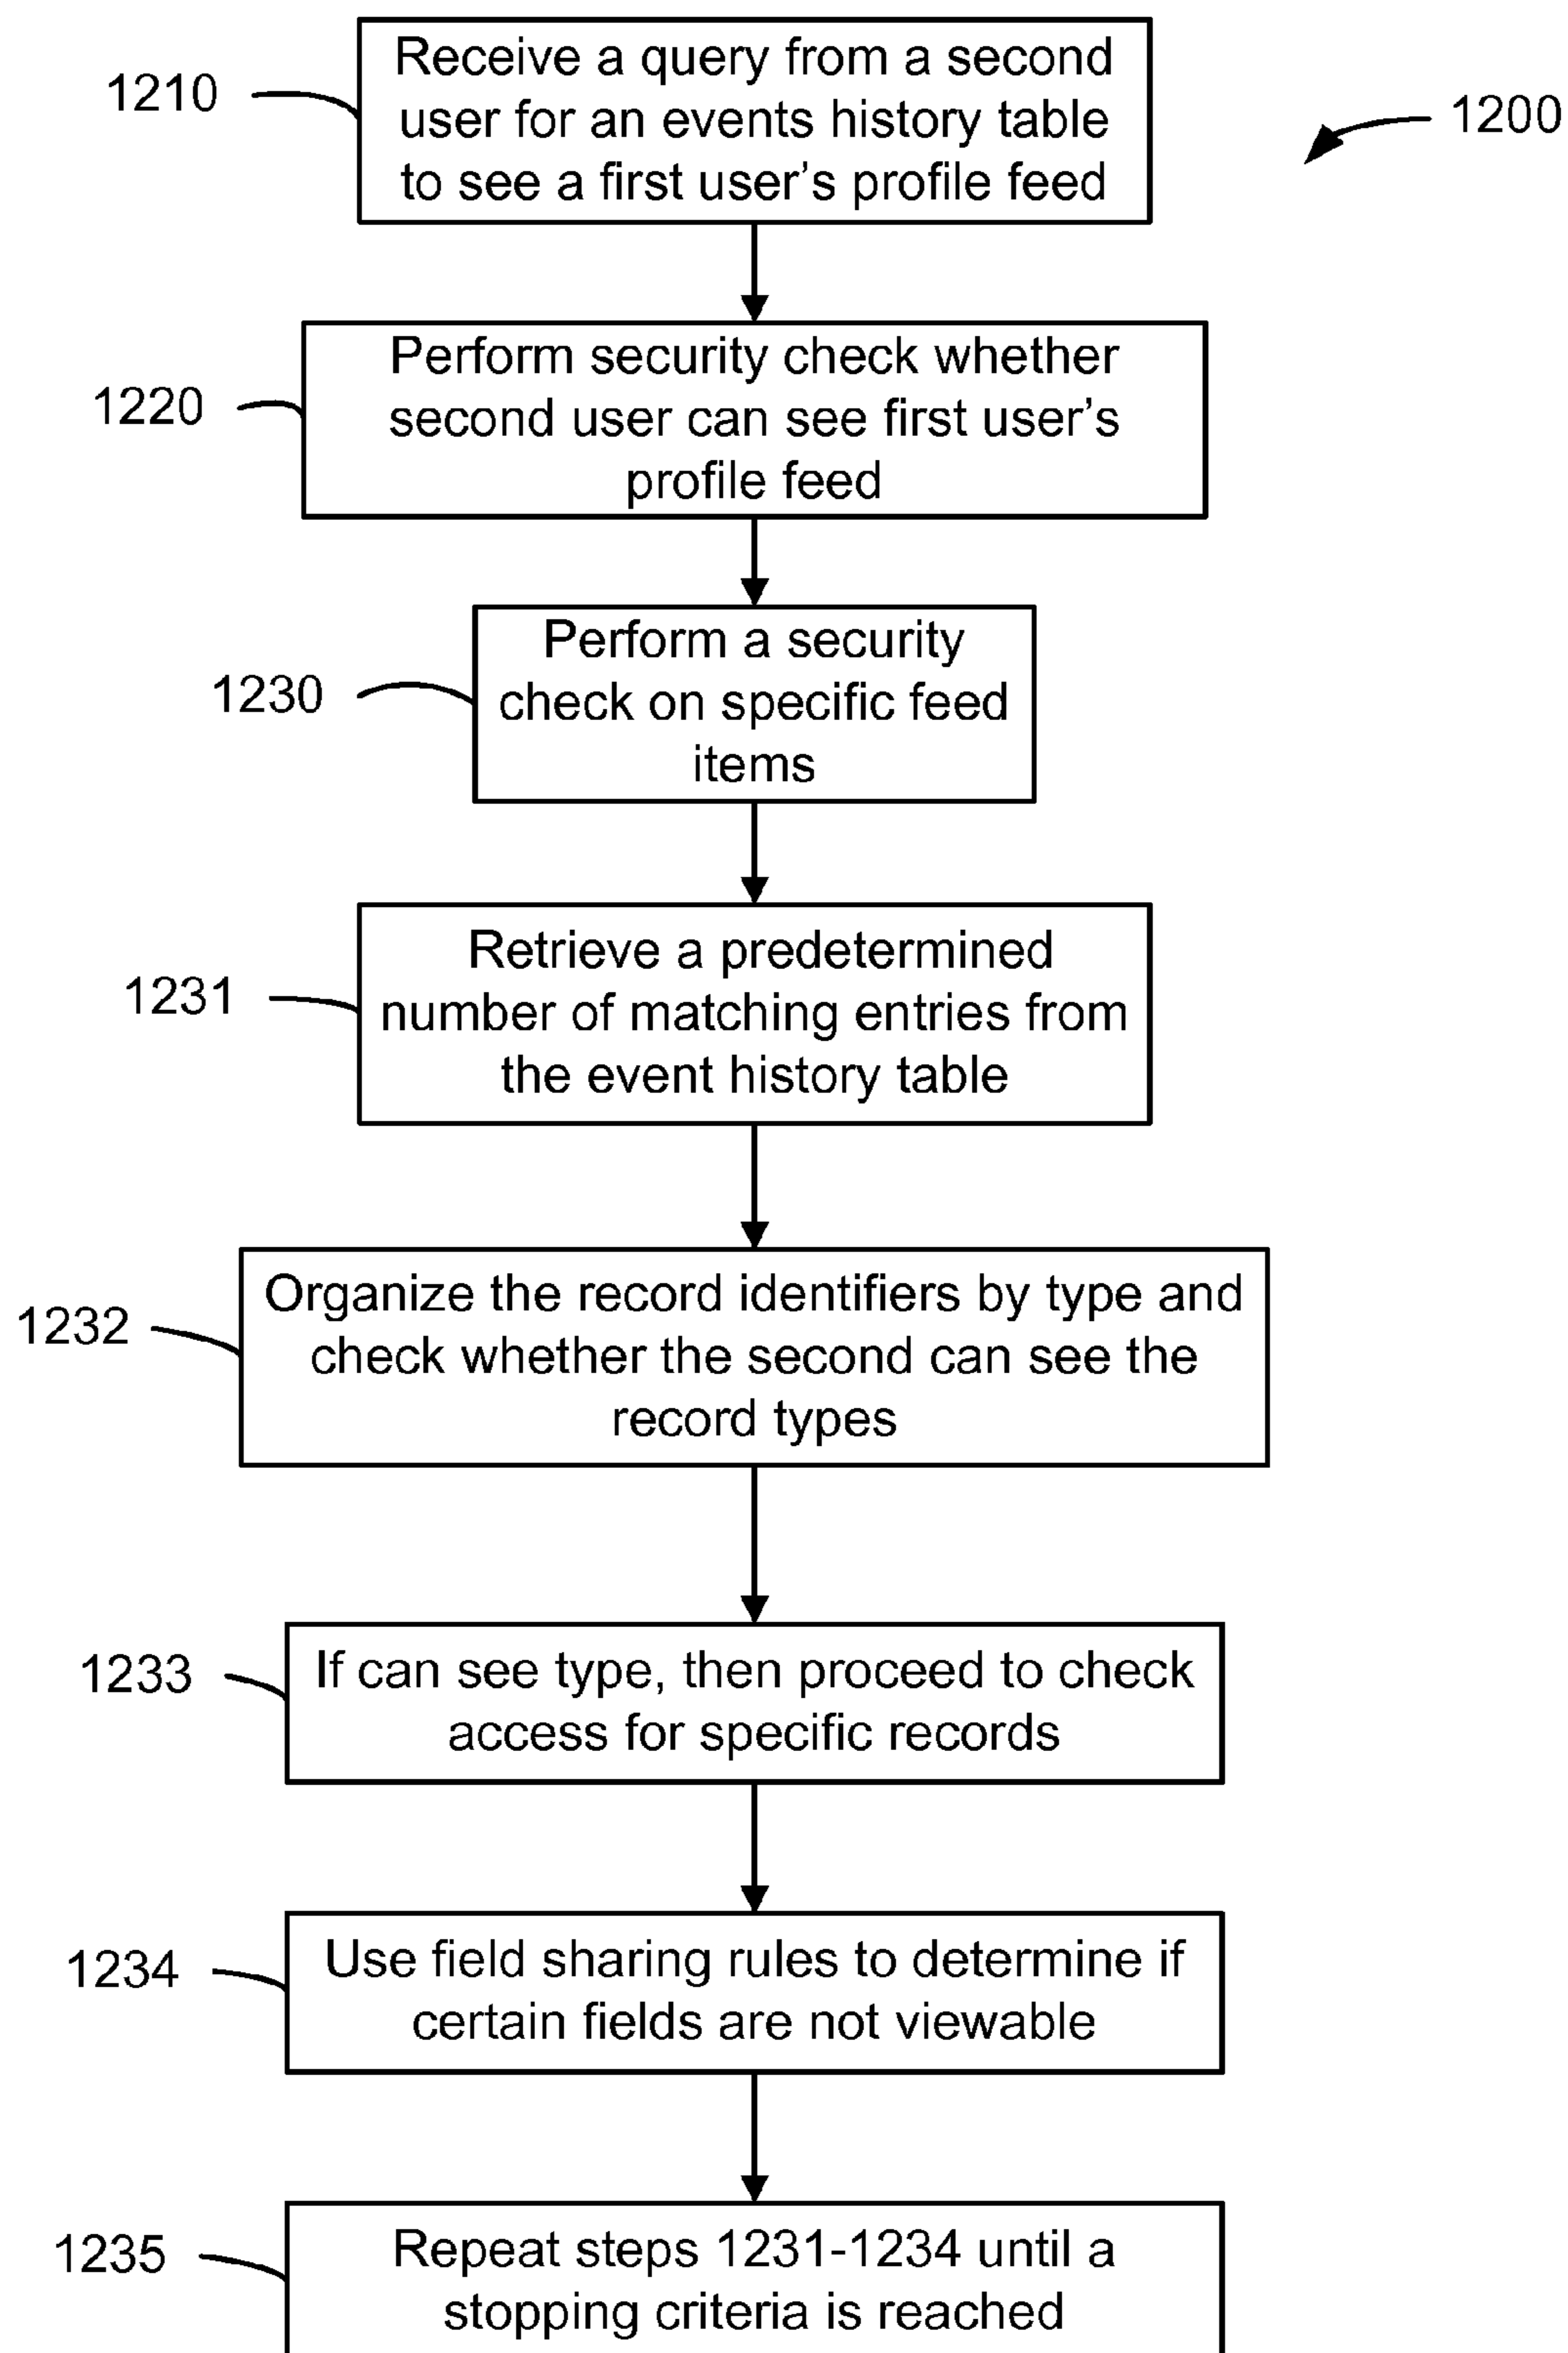 1200
1210
Receive a query from a second
user for an events history table
to see a first user's profile feed
1220
Perform security check whether
second user can see first user's
profile feed
1230
Perform a security
check on specific feed
items
1231
Retrieve a predetermined
number of matching entries from
the event history table
1232
Organize the record identifiers by type and
check whether the second can see the
record types
1233
If can see type, then proceed to check
access for specific records
1234
Use field sharing rules to determine if
certain fields are not viewable
1235
Repeat steps 1231-1234 until a
stopping criteria is reached